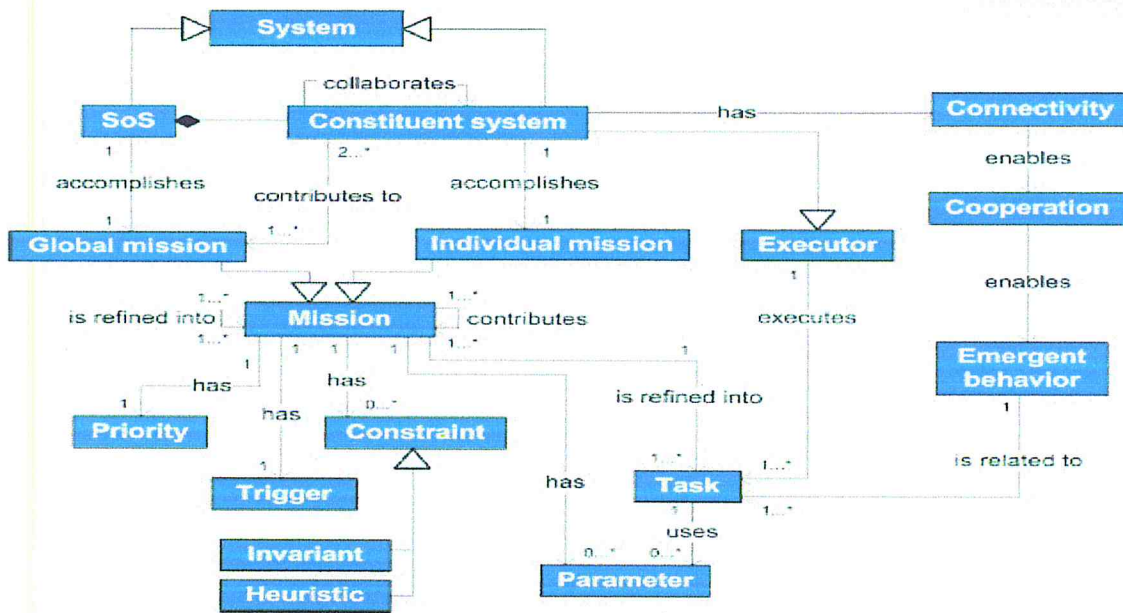 System
collaborates
SoS
Constituent system
has
Connectivity
1
2...*
1
enables
accomplishes
contributes to
accomplishes
Cooperation
1
1...*
1
Global mission
Individual mission
Executor
1
enables
1...*
1...*
is refined into
Mission
contributes
executes
1...*
1...*
1
1
1
1
1
Emergent
behavior
has
has
is refined into
1
1
0...*
Priority
has
Constraint
is related to
1
1...*
1...*
has
Trigger
Task
1...*
1
uses
Invariant
0...*
0...*
Heuristic
Parameter